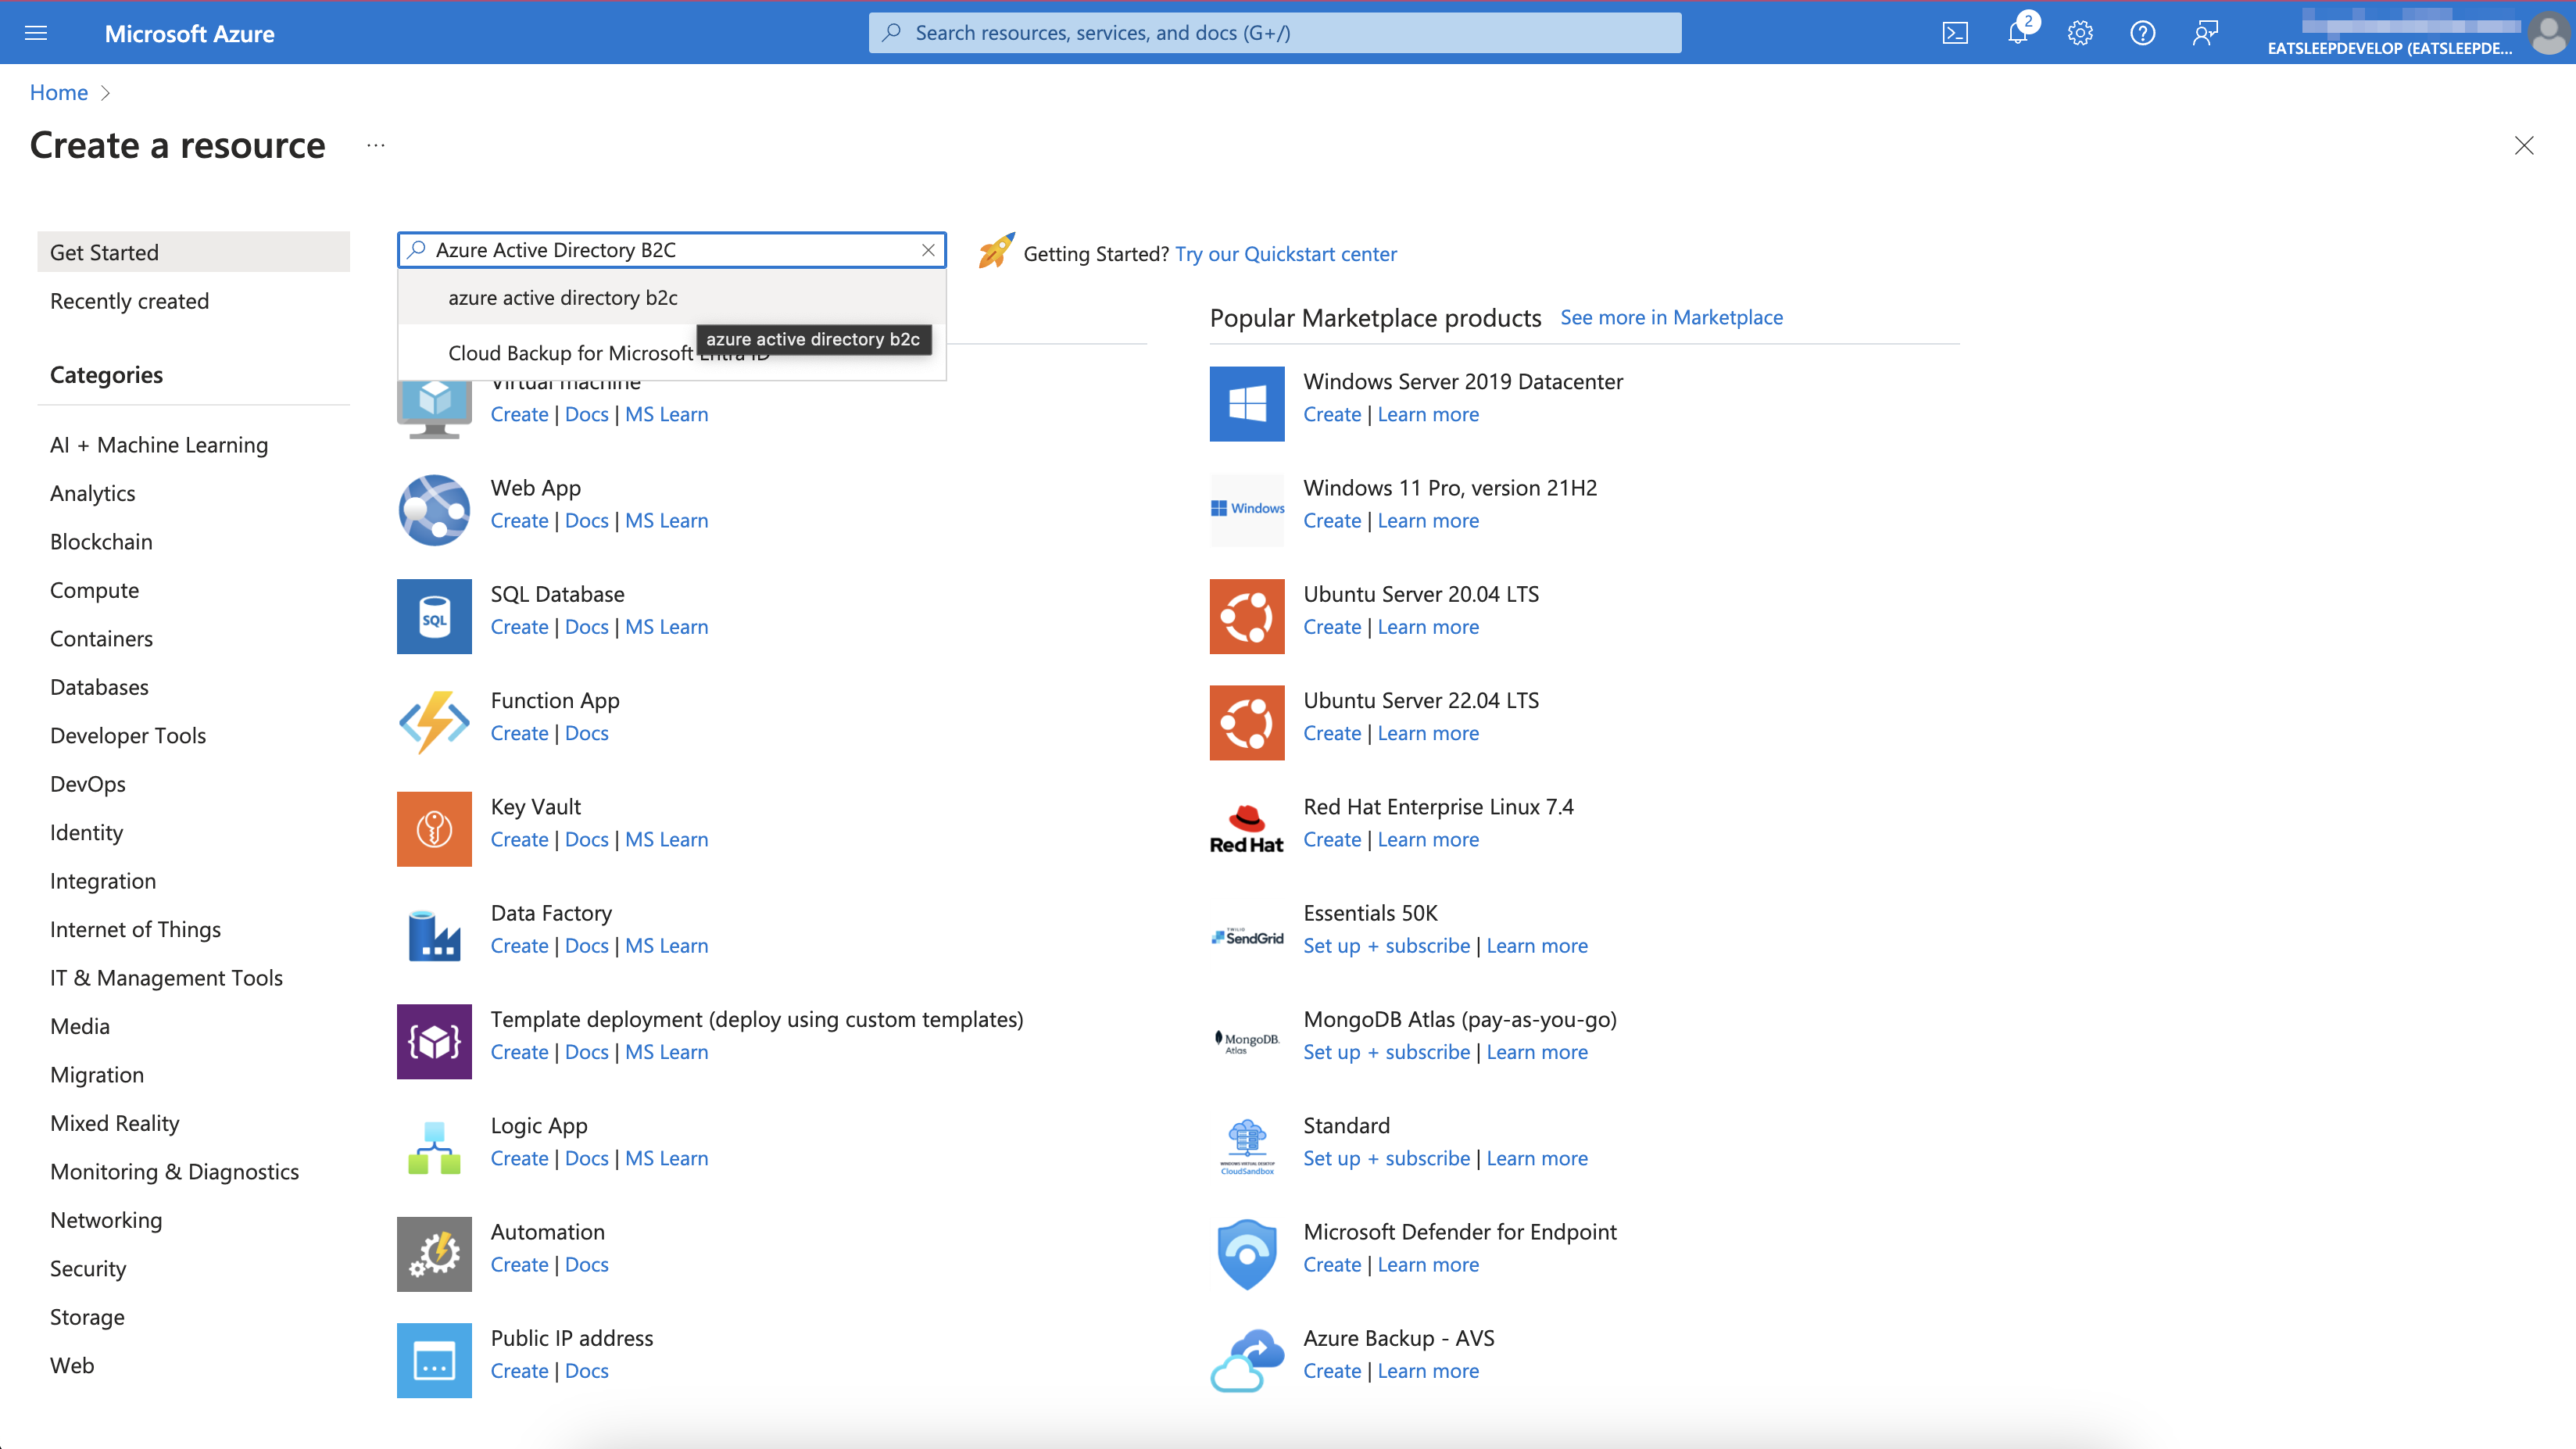 Microsoft Azure
Search resources, services, and docs (G+/)
2
EATSLEEPDEVELOP (EATSLEEPDE...
Home
Create a resource
...
Get Started
Recently created
Categories
AI + Machine Learning
Analytics
Blockchain
Compute
Containers
Databases
Developer Tools
DevOps
Identity
Integration
Internet of Things
IT & Management Tools
Media
Migration
Mixed Reality
Monitoring & Diagnostics
Networking
Security
Storage
Web
Azure Active Directory B2C
azure active directory b2c
azure active directory b2c
Cloud Backup for Microsoft Entra ID
Getting Started? Try our Quickstart center
Virtual machine
Create | Docs | MS Learn
Web App
Create | Docs | MS Learn
SQL
SQL Database
Create | Docs | MS Learn
Function App
Create | Docs
Key Vault
Create | Docs | MS Learn
Data Factory
Create | Docs | MS Learn
Template deployment (deploy using custom templates)
Create | Docs | MS Learn
Logic App
Create | Docs | MS Learn
Automation
Create | Docs
Public IP address
Create | Docs
Popular Marketplace products See more in Marketplace
Windows Server 2019 Datacenter
Create | Learn more
Windows
Windows 11 Pro, version 21H2
Create | Learn more
Ubuntu Server 20.04 LTS
Create | Learn more
Ubuntu Server 22.04 LTS
Create | Learn more
Red Hat
Red Hat Enterprise Linux 7.4
Create | Learn more
TWILIO
SendGrid
Essentials 50K
Set up + subscribe | Learn more
MongoDB.
Atlas
MongoDB Atlas (pay-as-you-go)
Set up + subscribe | Learn more
WINDOWS VIRTUAL DESKTOP
CloudSandbox
Standard
Set up + subscribe | Learn more
Microsoft Defender for Endpoint
Create | Learn more
Azure Backup - AVS
Create | Learn more